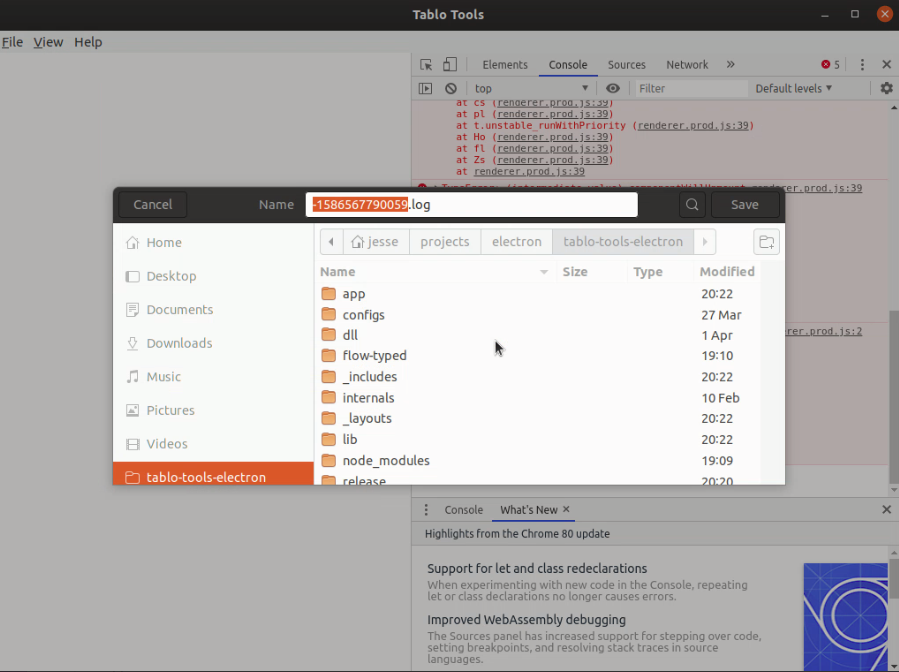 Tablo Tools
File View Help
Elements Console Sources Network » 5
top Filter Default levels
at cs (renderer.prod.js:39)
at pl (renderer.prod.js:39)
at t.unstable_runWithPriority (renderer.prod.js:39)
at Ho (renderer.prod.js:39)
at fl (renderer.prod.js:39)
at Zs (renderer.prod.js:39)
at renderer.prod.js:39
renderer.prod.js:39
Cancel Name -1586567790059.log Save
jesse projects electron tablo-tools-electron
Home
Desktop
Documents
Downloads
Music
Pictures
Videos
tablo-tools-electron
Name Size Type Modified
app 20:22
configs 27 Mar
dll 1 Apr
flow-typed 19:10
_includes 20:22
internals 10 Feb
_layouts 20:22
lib 20:22
node_modules 19:09
release 20:20
rer.prod.js:2
Console What's New
Highlights from the Chrome 80 update
Support for let and class redeclarations
When experimenting with new code in the Console, repeating
let or class declarations no longer causes errors.
Improved WebAssembly debugging
The Sources panel has increased support for stepping over code,
setting breakpoints, and resolving stack traces in source
languages.